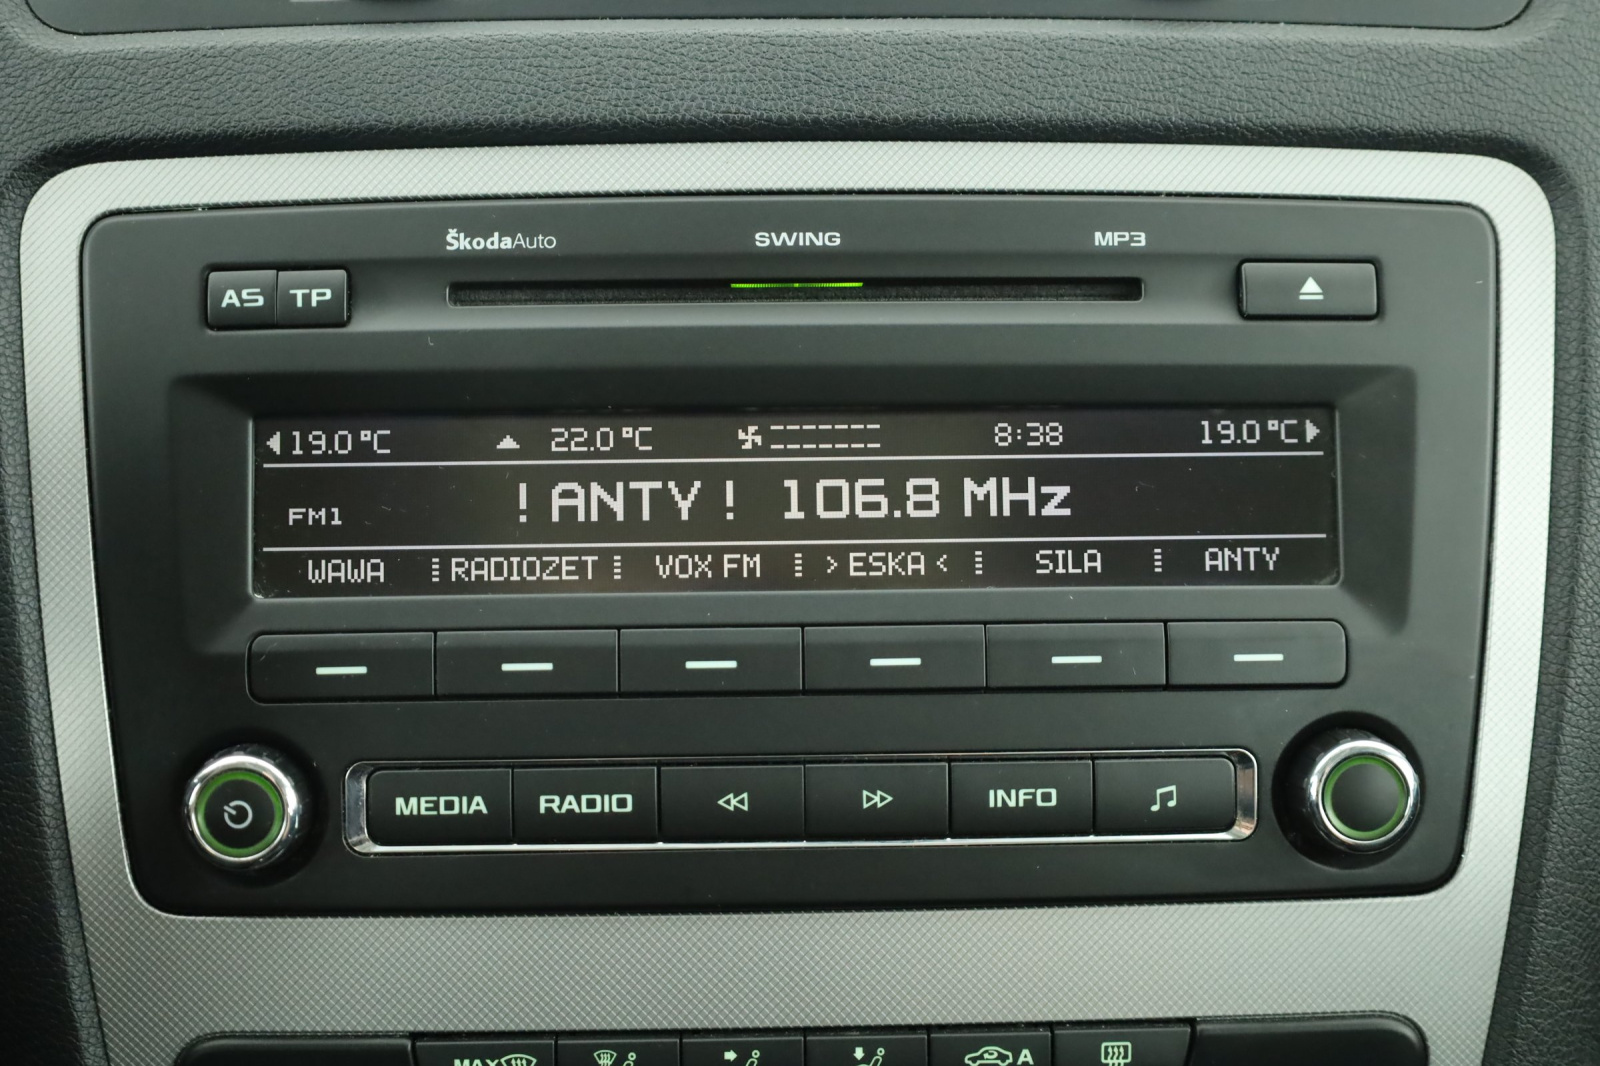 ŠkodaAuto SWING MP3
AS TP
19.0°C 22.0°C 8:38 19.0°C
FM1 ! ANTY ! 106.8 MHz
WAWA RADIOZET VOX FM > ESKA < SILA ANTY
MEDIA RADIO INFO
MAX A